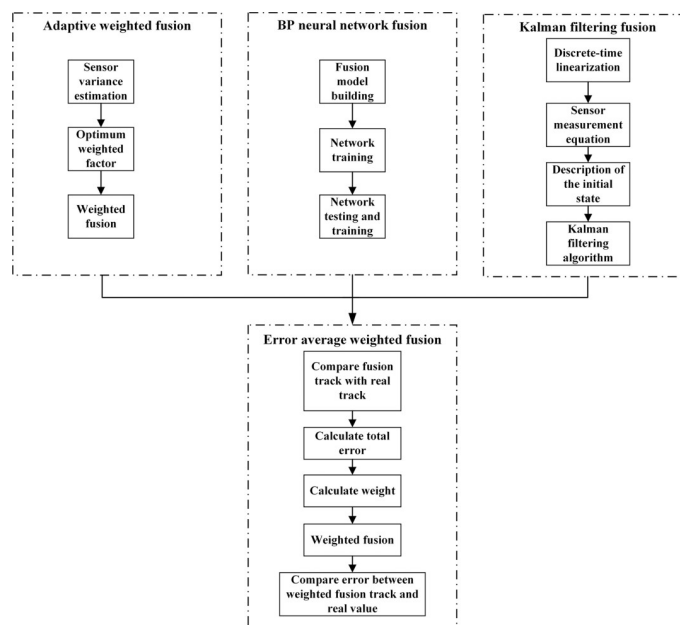 Adaptive weighted fusion
Sensor
variance
estimation
Optimum
weighted
factor
Weighted
fusion
BP neural network fusion
Fusion
model
building
Network
training
Network
testing and
training
Kalman filtering fusion
Discrete-time
linearization
Sensor
measurement
equation
Description of
the initial
state
Kalman
filtering
algorithm
Error average weighted fusion
Compare fusion
track with real
track
Calculate total
error
Calculate weight
Weighted fusion
Compare error between
weighted fusion track and
real value